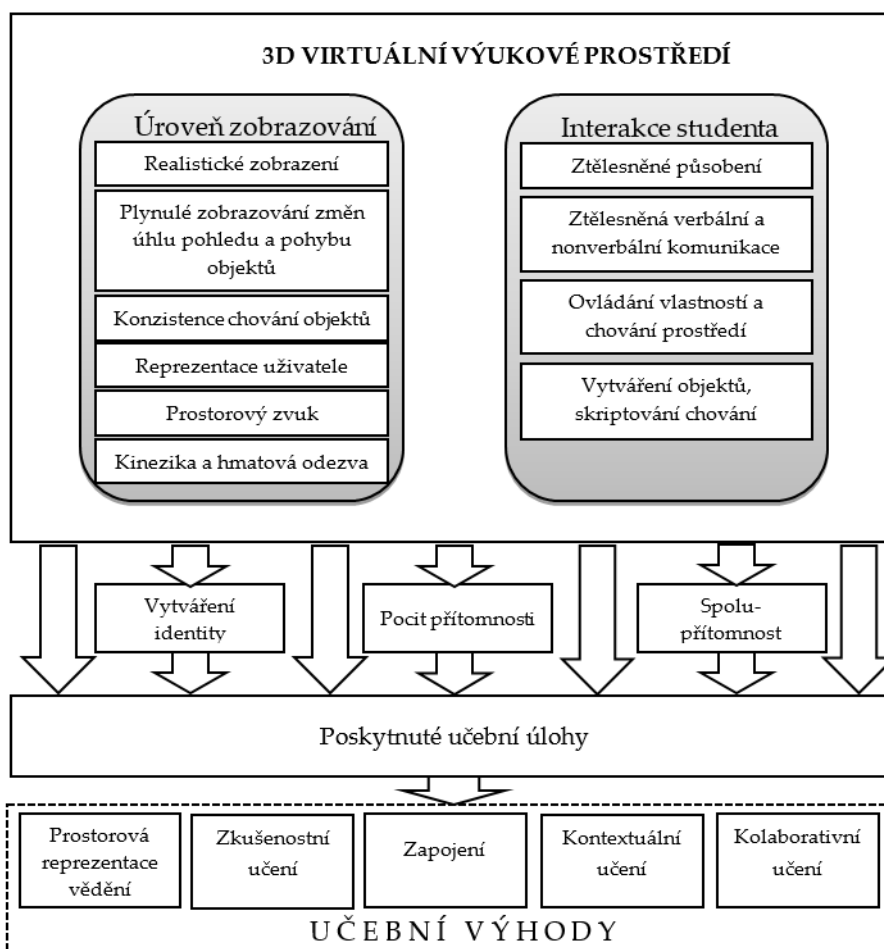 3D VIRTUÁLNÍ VÝUKOVÉ PROSTŘEDÍ
Úroveň zobrazování
Realistické zobrazení
Plynulé zobrazování změn
úhlu pohledu a pohybu
objektů
Konzistence chování objektů
Reprezentace uživatele
Prostorový zvuk
Kinezika a hmatová odezva
Interakce studenta
Ztělesněné působení
Ztělesněná verbální a
nonverbální komunikace
Ovládání vlastností a
chování prostředí
Vytváření objektů,
skriptování chování
Vytváření
identity
Pocit přítomnosti
Spolu-
přítomnost
Poskytnuté učební úlohy
Prostorová
reprezentace
vědění
Zkušenostní
učení
Zapojení
Kontextuální
učení
Kolaborativní
učení
UČEBNÍ VÝHODY